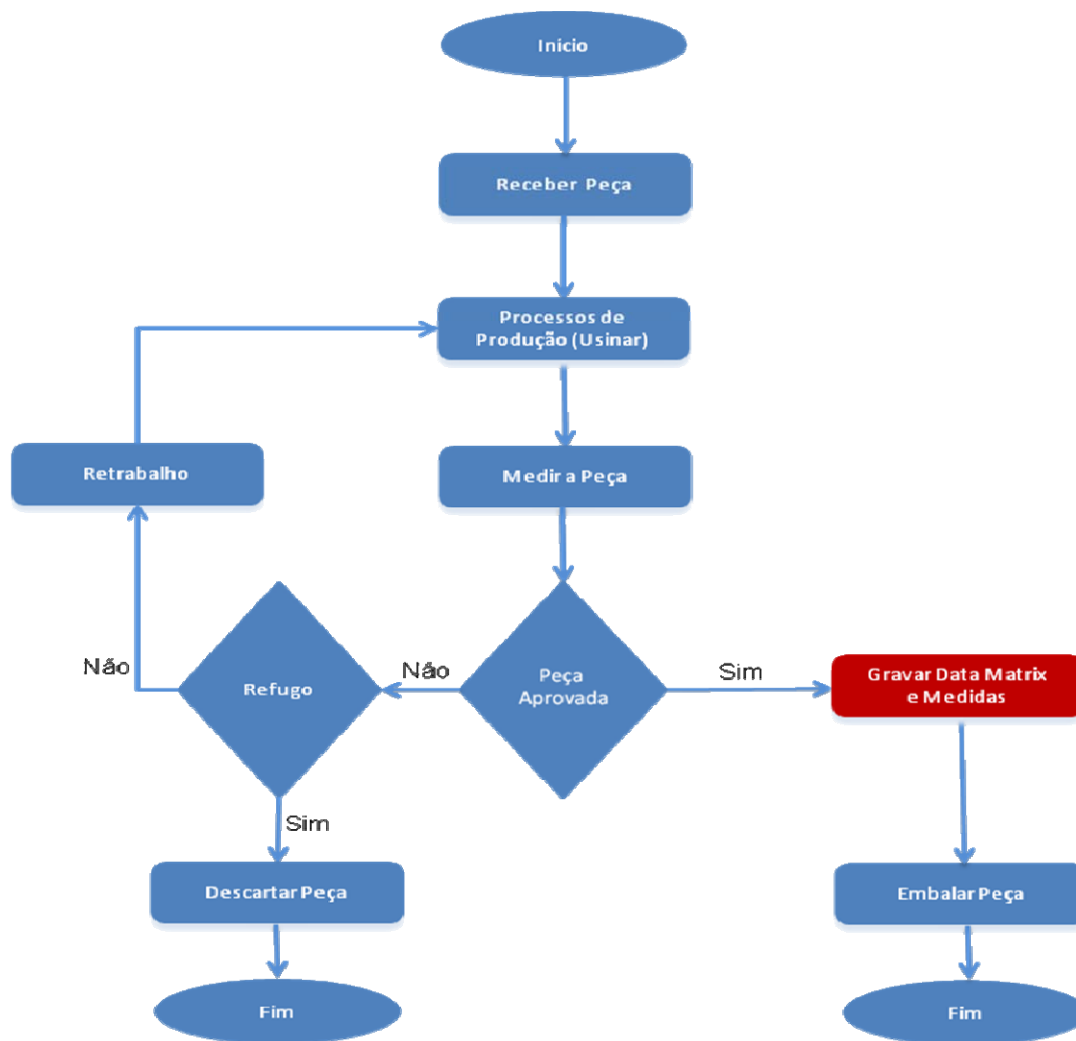 Início
Receber Peça
Processos de
Produção (Usinar)
Retrabalho
Medir a Peça
Não
Refugo
Não
Peça
Aprovada
Sim
Gravar Data Matrix
e Medidas
Sim
Descartar Peça
Embalar Peça
Fim
Fim